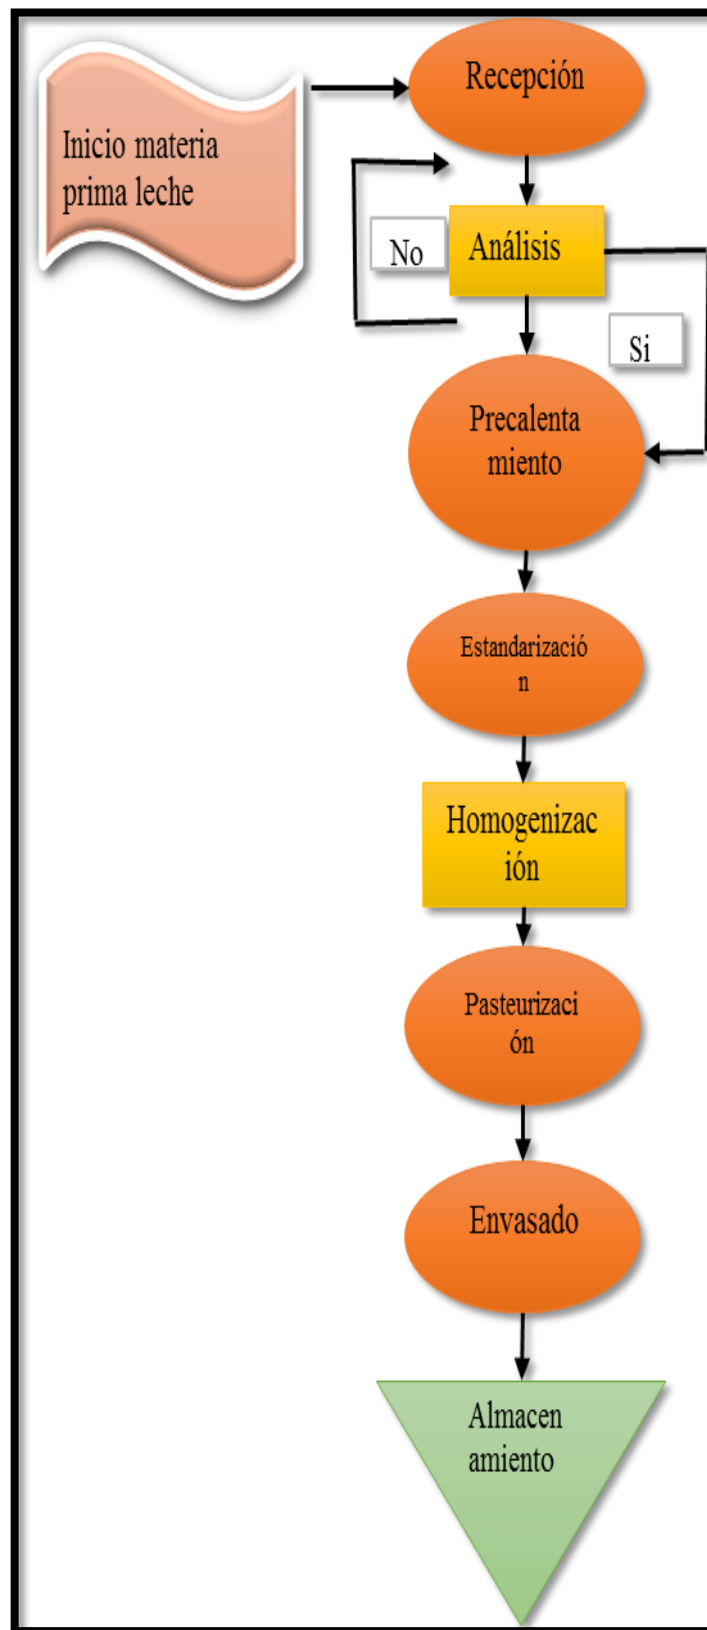 Inicio materia
prima leche
Recepción
No
Análisis
Si
Precalenta
miento
Estandarizació
n
Homogenizac
ión
Pasteurizaci
ón
Envasado
Almacen
amiento